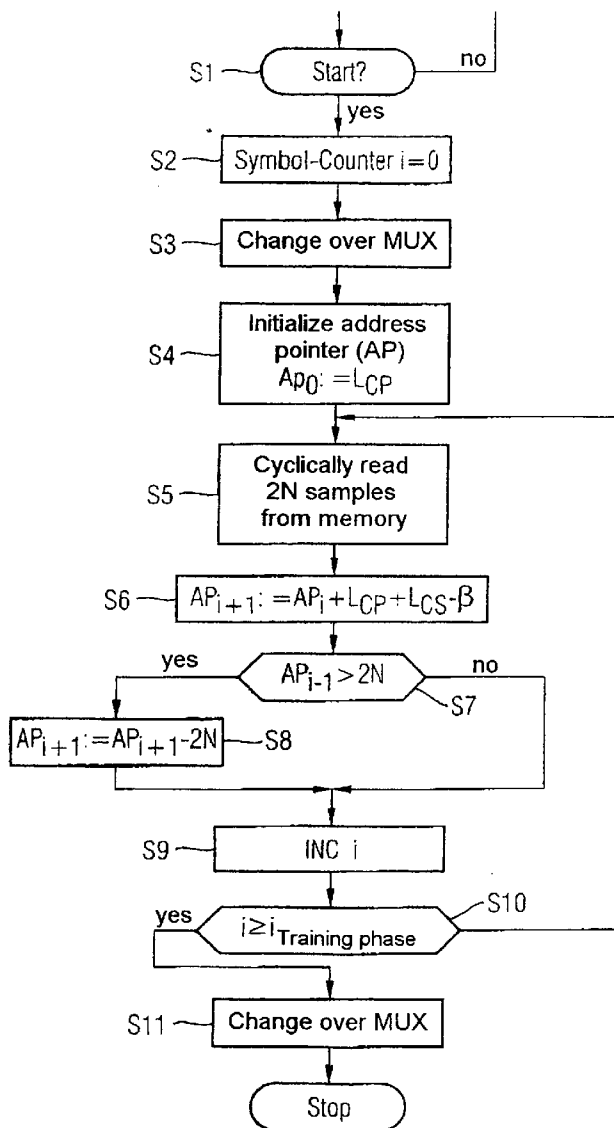 S1
Start?
no
yes
S2
Symbol-Counter i=0
S3
Change over MUX
S4
Initialize address
pointer (AP)
Ap0:=LCP
S5
Cyclically read
2N samples
from memory
S6
APi+1:=APi+LCP+LCS-β
yes
APi-1>2N
no
S7
APi+1:=APi+1-2N
S8
S9
INC i
S10
yes
i≥iTraining phase
S11
Change over MUX
Stop